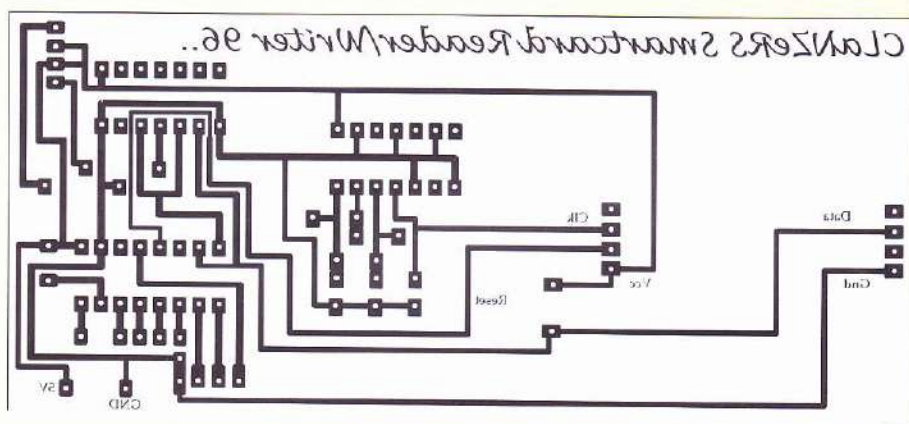 CLaNZeRS Smartcard Reader/Writer 96..
Clk
Data
Vcc
Gnd
Reset
5V
GND